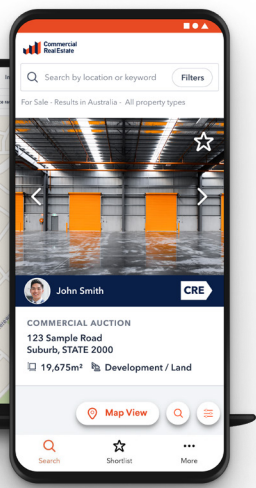 Commercial
Real Estate
Search by location or keyword
Filters
For Sale - Results in Australia - All property types
John Smith
CRE
COMMERCIAL AUCTION
123 Sample Road
Suburb, STATE 2000
19,675m² Development / Land
Map View
Search
Shortlist
More